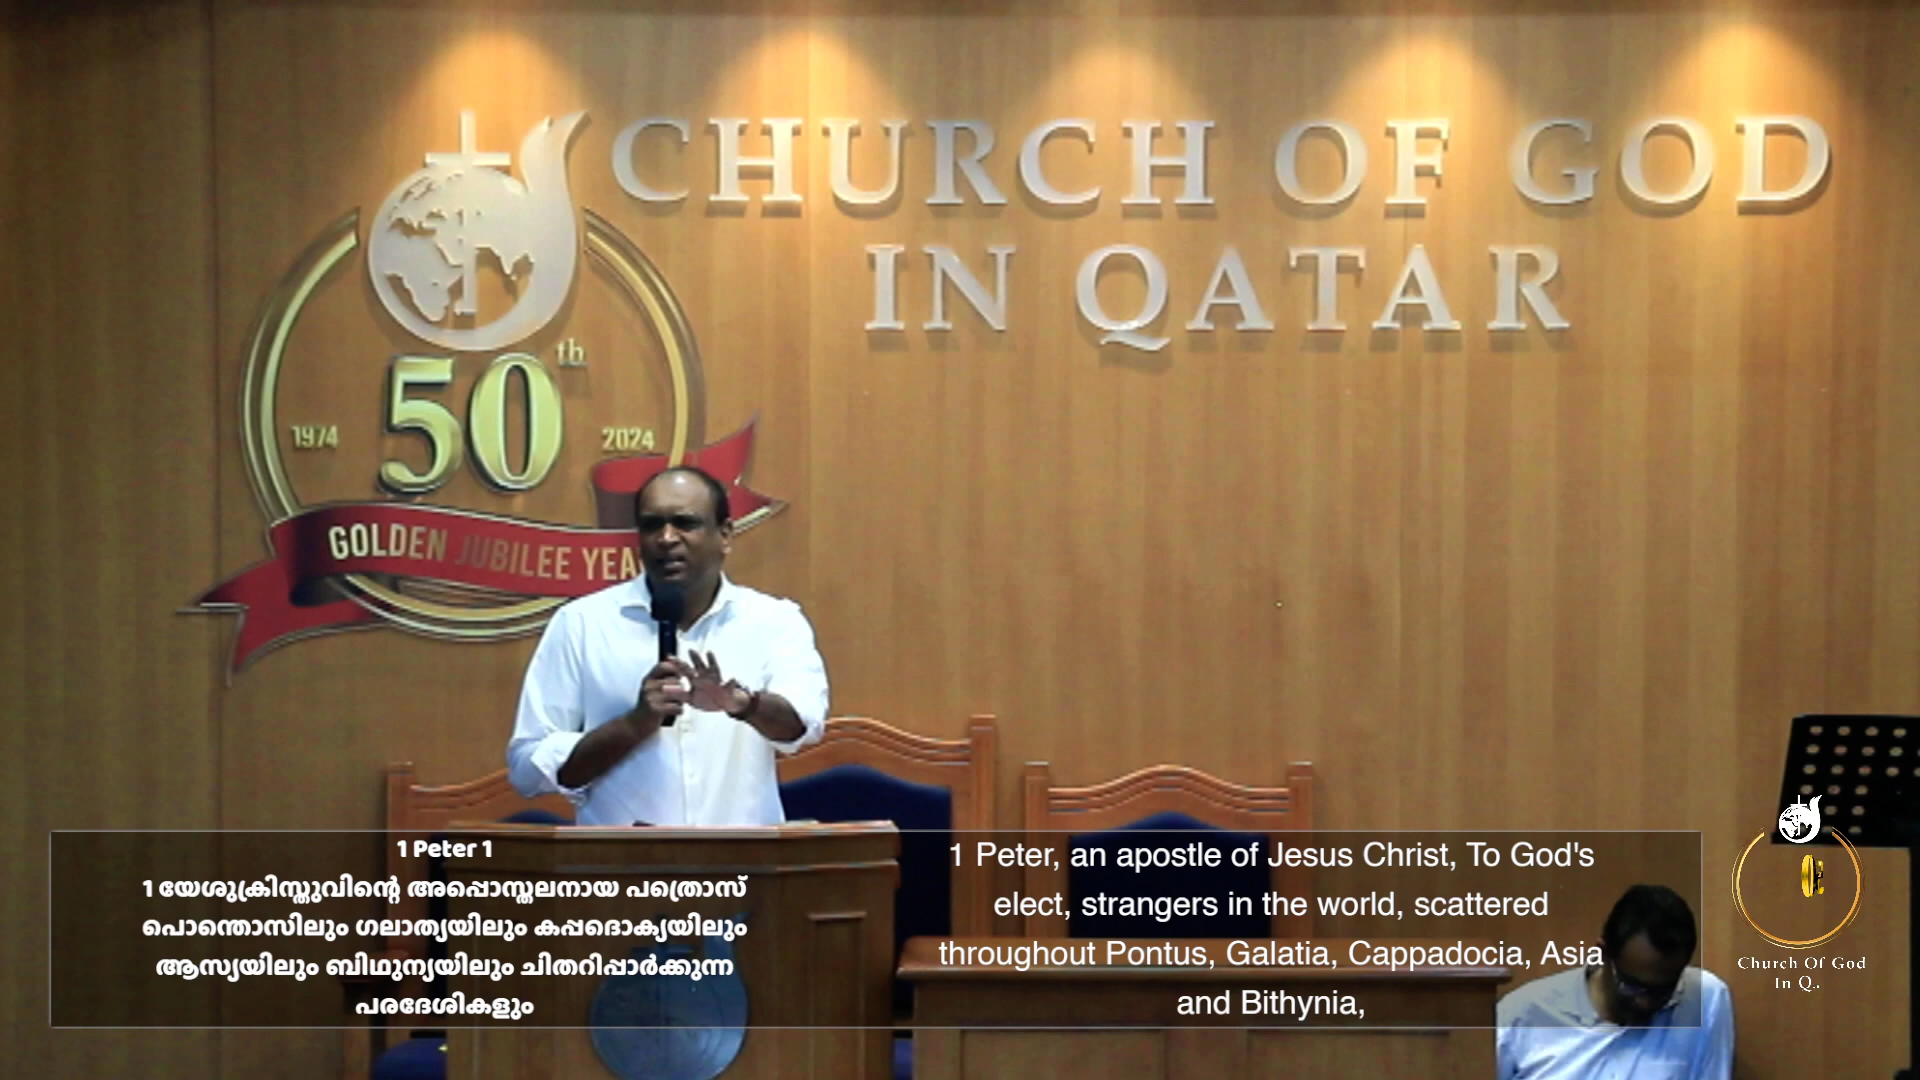 CHURCH OF GOD
IN QATAR
50th
1974
2024
GOLDEN JUBILEE YEA
1 Peter 1
1 യേശുക്രിസ്തുവിന്റെ അപ്പൊസ്തലനായ പത്രൊസ്
പൊന്തൊസിലും ഗലാത്യയിലും കപ്പദൊക്യയിലും
ആസ്യയിലും ബിഥുന്യയിലും ചിതറിപ്പാർക്കുന്ന
പരദേശികളും
1 Peter, an apostle of Jesus Christ, To God's
elect, strangers in the world, scattered
throughout Pontus, Galatia, Cappadocia, Asia
and Bithynia,
Church Of God
In Q..